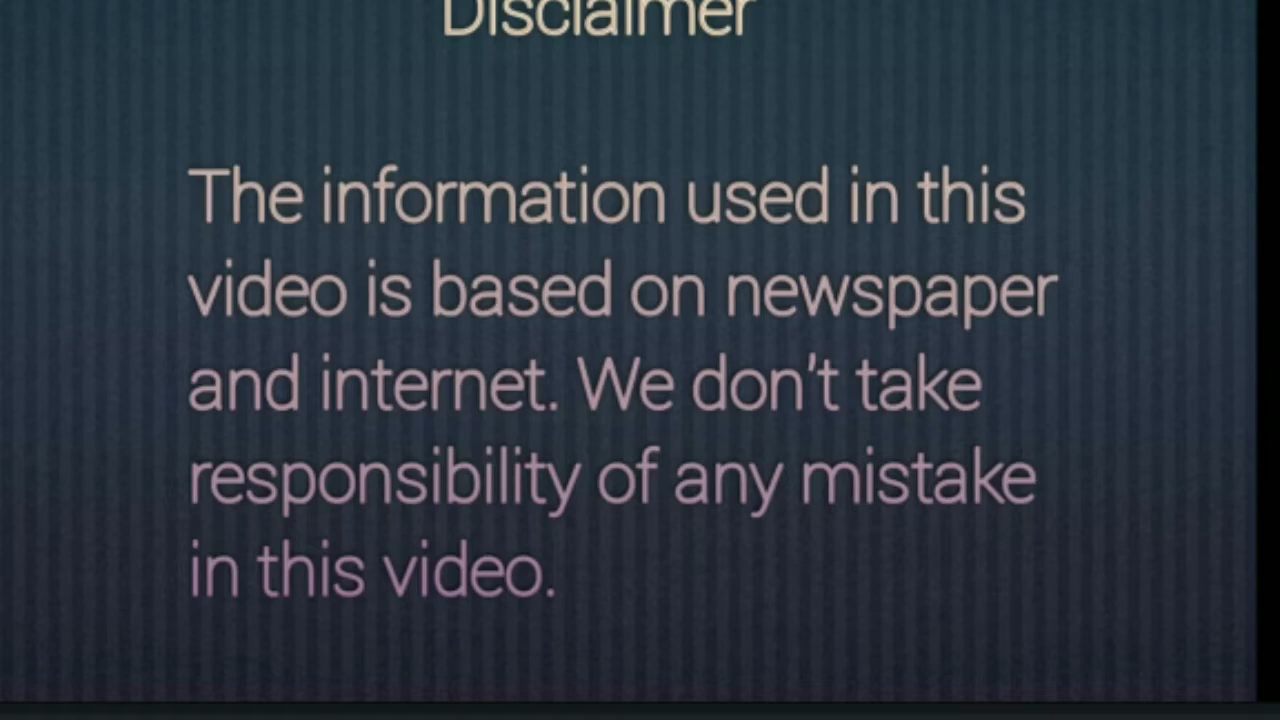 Disclaimer
The information used in this
video is based on newspaper
and internet. We don't take
responsibility of any mistake
in this video.